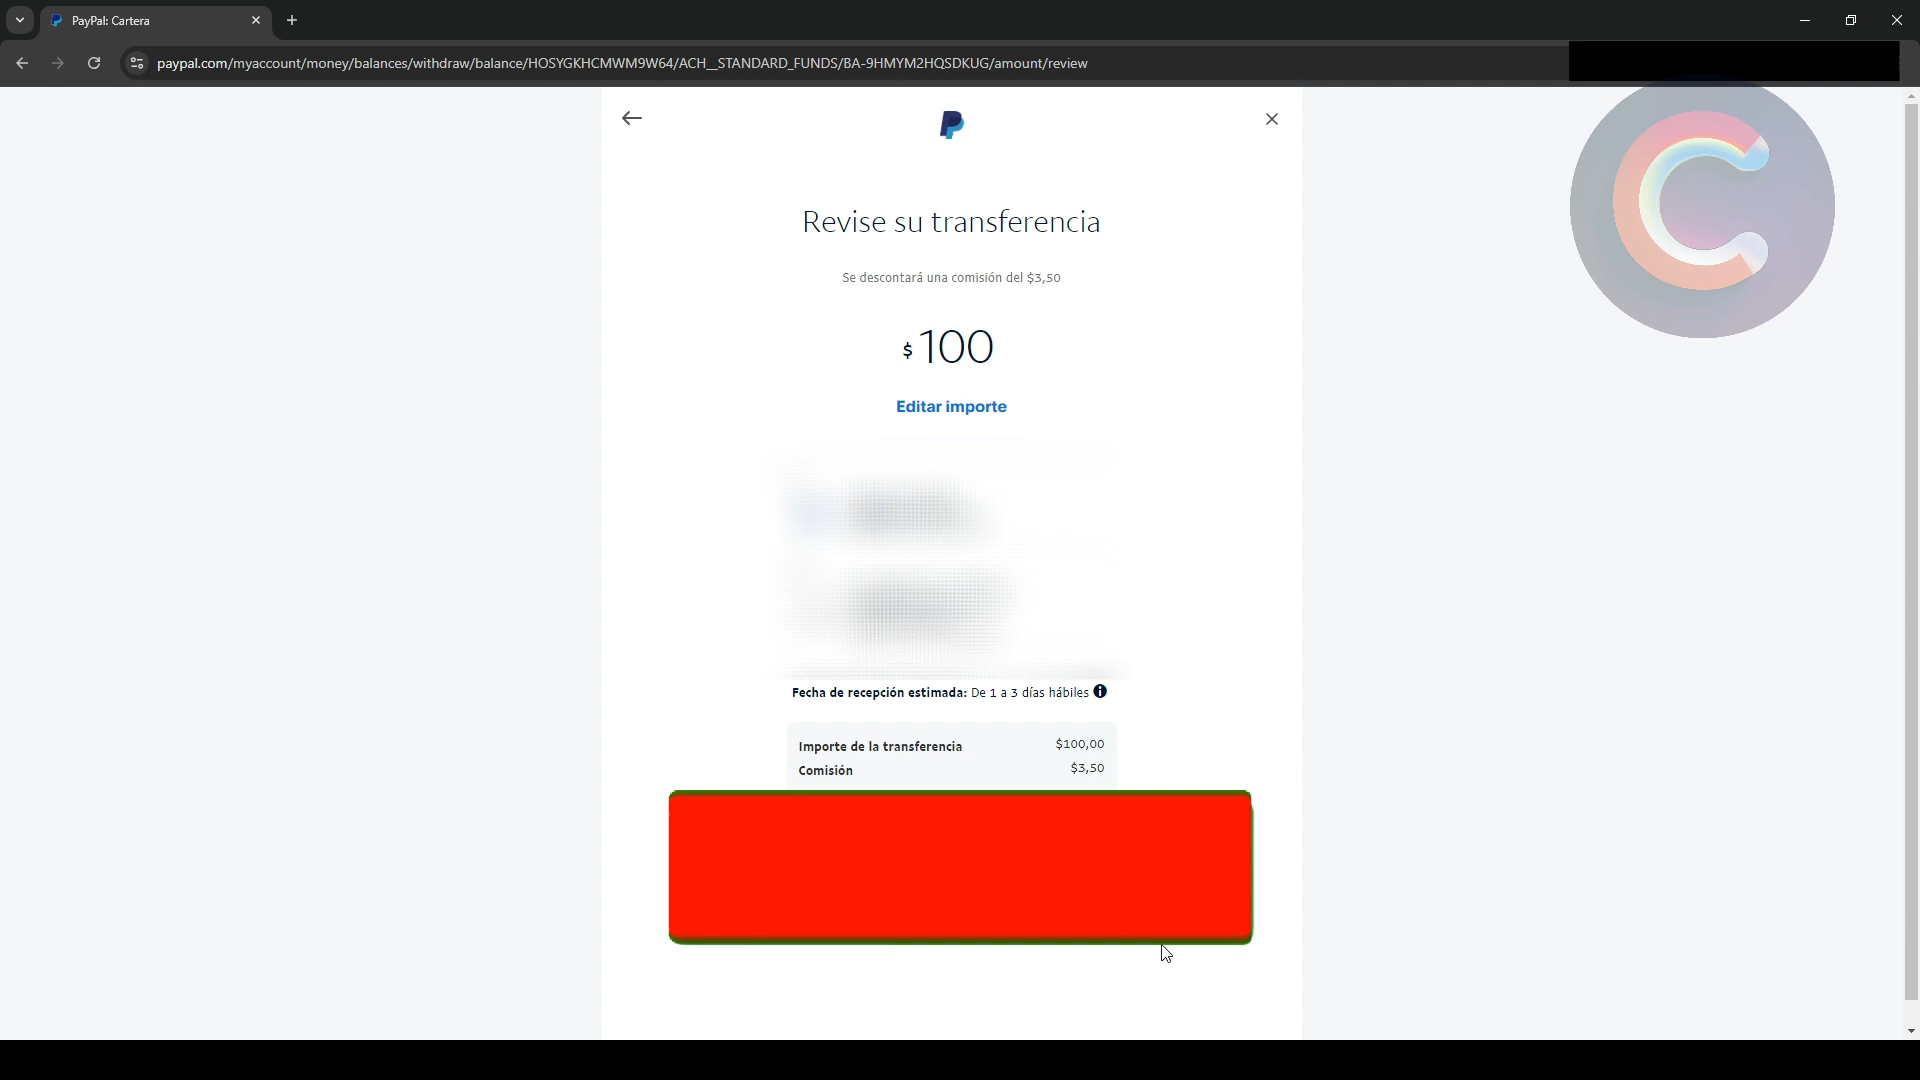 PayPal: Cartera
paypal.com/myaccount/money/balances/withdraw/balance/HOSYGKHCMWM9W64/ACH__STANDARD_FUNDS/BA-9HMYM2HQSDKUG/amount/review
Revise su transferencia
Se descontará una comisión del $3,50
$100
Editar importe
Fecha de recepción estimada: De 1 a 3 días hábiles
Importe de la transferencia $100,00
Comisión $3,50